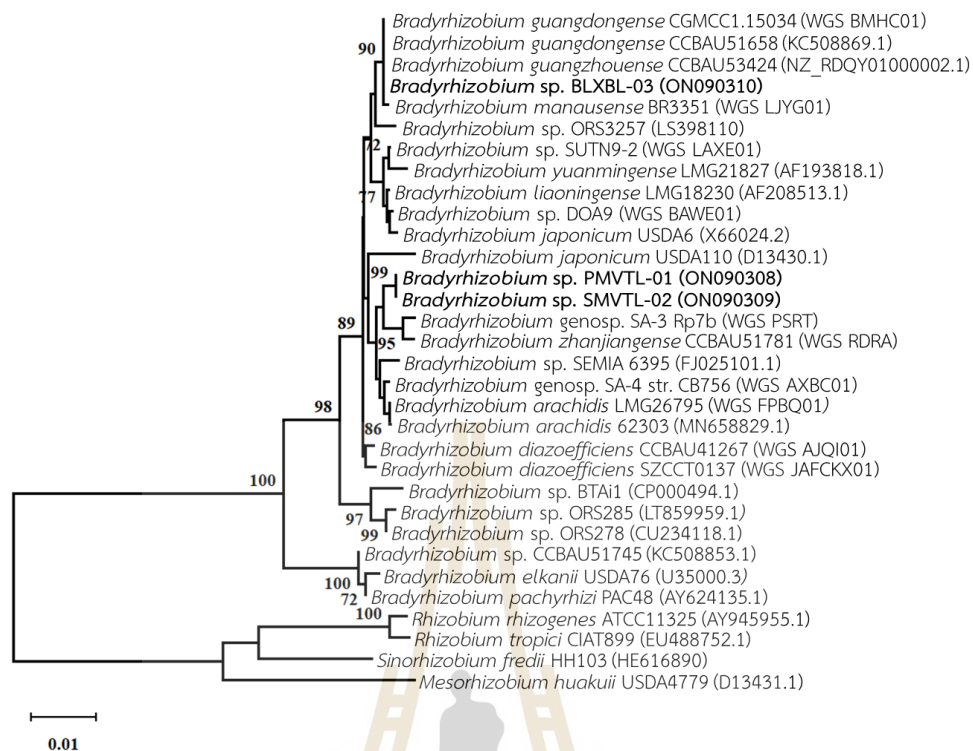 Bradyrhizobium guangdongense CGMCC1.15034 (WGS BMHC01)
90
Bradyrhizobium guangdongense CCBAU51658 (KC508869.1)
Bradyrhizobium guangzhouense CCBAU53424 (NZ_RDQY01000002.1)
Bradyrhizobium sp. BLXBL-03 (ON090310)
Bradyrhizobium manausense BR3351 (WGS LJYG01)
Bradyrhizobium sp. ORS3257 (LS398110)
72
Bradyrhizobium sp. SUTN9-2 (WGS LAXE01)
Bradyrhizobium yuanmingense LMG21827 (AF193818.1)
77
Bradyrhizobium liaoningense LMG18230 (AF208513.1)
Bradyrhizobium sp. DOA9 (WGS BAWE01)
Bradyrhizobium japonicum USDA6 (X66024.2)
Bradyrhizobium japonicum USDA110 (D13430.1)
99
Bradyrhizobium sp. PMVTL-01 (ON090308)
Bradyrhizobium sp. SMVTL-02 (ON090309)
89
Bradyrhizobium genosp. SA-3 Rp7b (WGS PSRT)
95
Bradyrhizobium zhanjiangense CCBAU51781 (WGS RDRA)
Bradyrhizobium sp. SEMIA 6395 (FJ025101.1)
Bradyrhizobium genosp. SA-4 str. CB756 (WGS AXBC01)
98
Bradyrhizobium arachidis LMG26795 (WGS FPBQ01)
86
Bradyrhizobium arachidis 62303 (MN658829.1)
Bradyrhizobium diazoefficiens CCBAU41267 (WGS AJQI01)
Bradyrhizobium diazoefficiens SZCCT0137 (WGS JAFCKX01)
100
Bradyrhizobium sp. BTAi1 (CP000494.1)
97
Bradyrhizobium sp. ORS285 (LT859959.1)
99
Bradyrhizobium sp. ORS278 (CU234118.1)
Bradyrhizobium sp. CCBAU51745 (KC508853.1)
100
Bradyrhizobium elkanii USDA76 (U35000.3)
72
Bradyrhizobium pachyrhizi PAC48 (AY624135.1)
100
Rhizobium rhizogenes ATCC11325 (AY945955.1)
Rhizobium tropici CIAT899 (EU488752.1)
Sinorhizobium fredii HH103 (HE616890)
Mesorhizobium huakuii USDA4779 (D13431.1)
0.01